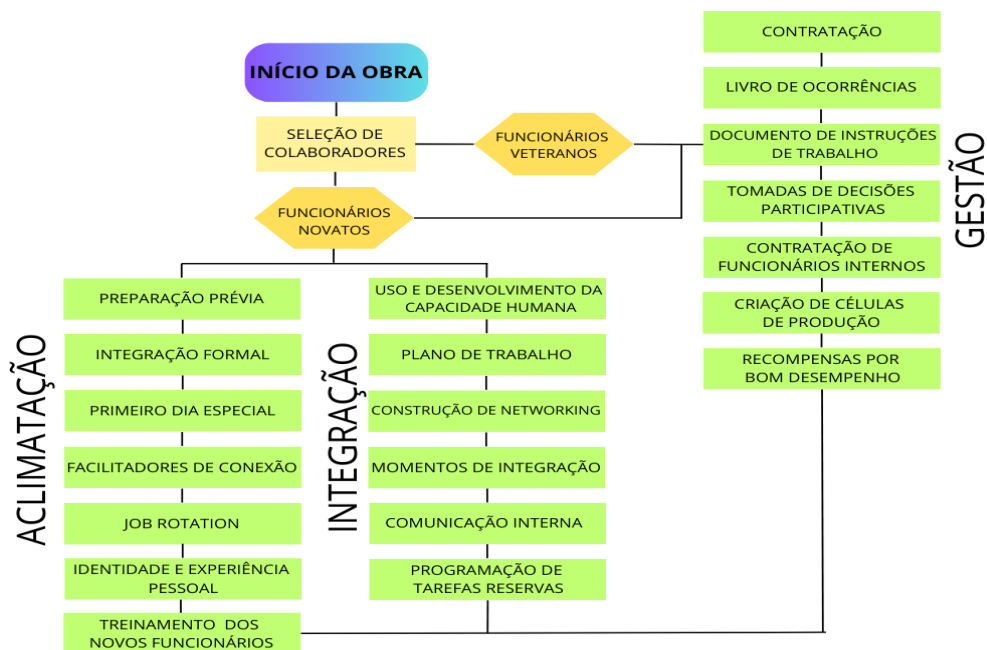 INÍCIO DA OBRA
SELEÇÃO DE
COLABORADORES
FUNCIONÁRIOS
VETERANOS
FUNCIONÁRIOS
NOVATOS
ACLIMATAÇÃO
PREPARAÇÃO PRÉVIA
INTEGRAÇÃO FORMAL
PRIMEIRO DIA ESPECIAL
FACILITADORES DE CONEXÃO
JOB ROTATION
IDENTIDADE E EXPERIÊNCIA
PESSOAL
TREINAMENTO DOS
NOVOS FUNCIONÁRIOS
INTEGRAÇÃO
USO E DESENVOLVIMENTO DA
CAPACIDADE HUMANA
PLANO DE TRABALHO
CONSTRUÇÃO DE NETWORKING
MOMENTOS DE INTEGRAÇÃO
COMUNICAÇÃO INTERNA
PROGRAMAÇÃO DE
TAREFAS RESERVAS
GESTÃO
CONTRATAÇÃO
LIVRO DE OCORRÊNCIAS
DOCUMENTO DE INSTRUÇÕES
DE TRABALHO
TOMADAS DE DECISÕES
PARTICIPATIVAS
CONTRATAÇÃO DE
FUNCIONÁRIOS INTERNOS
CRIAÇÃO DE CÉLULAS
DE PRODUÇÃO
RECOMPENSAS POR
BOM DESEMPENHO